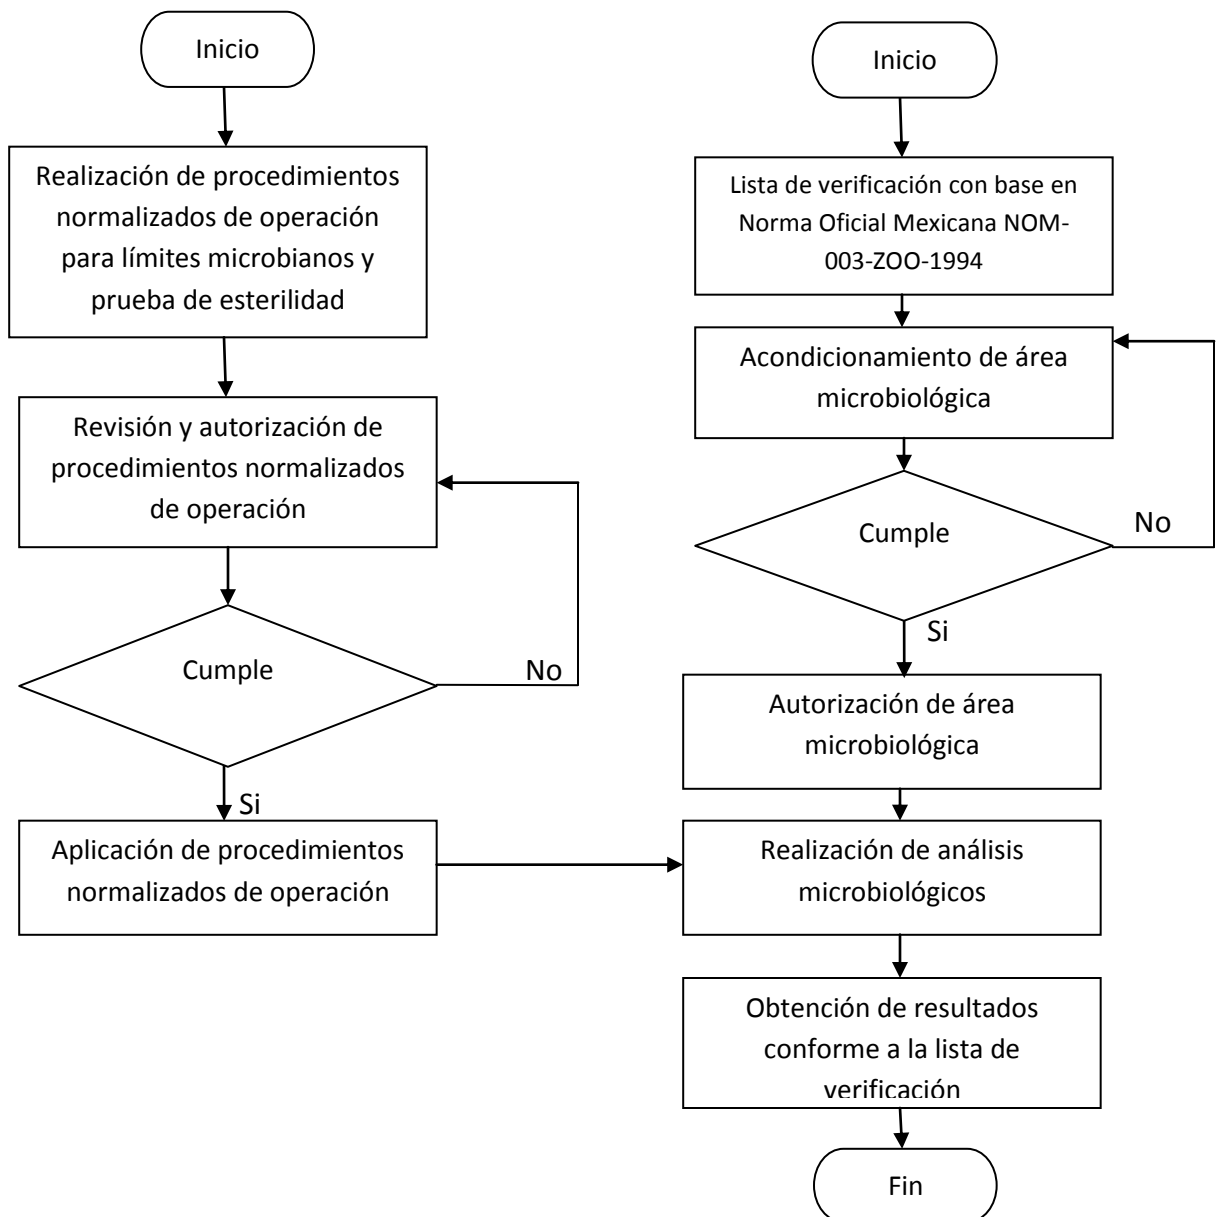 Inicio
Realización de procedimientos
normalizados de operación
para límites microbianos y
prueba de esterilidad
Revisión y autorización de
procedimientos normalizados
de operación
Cumple
No
Si
Aplicación de procedimientos
normalizados de operación
Inicio
Lista de verificación con base en
Norma Oficial Mexicana NOM-
003-ZOO-1994
Acondicionamiento de área
microbiológica
Cumple
No
Si
Autorización de área
microbiológica
Realización de análisis
microbiológicos
Obtención de resultados
conforme a la lista de
verificación
Fin